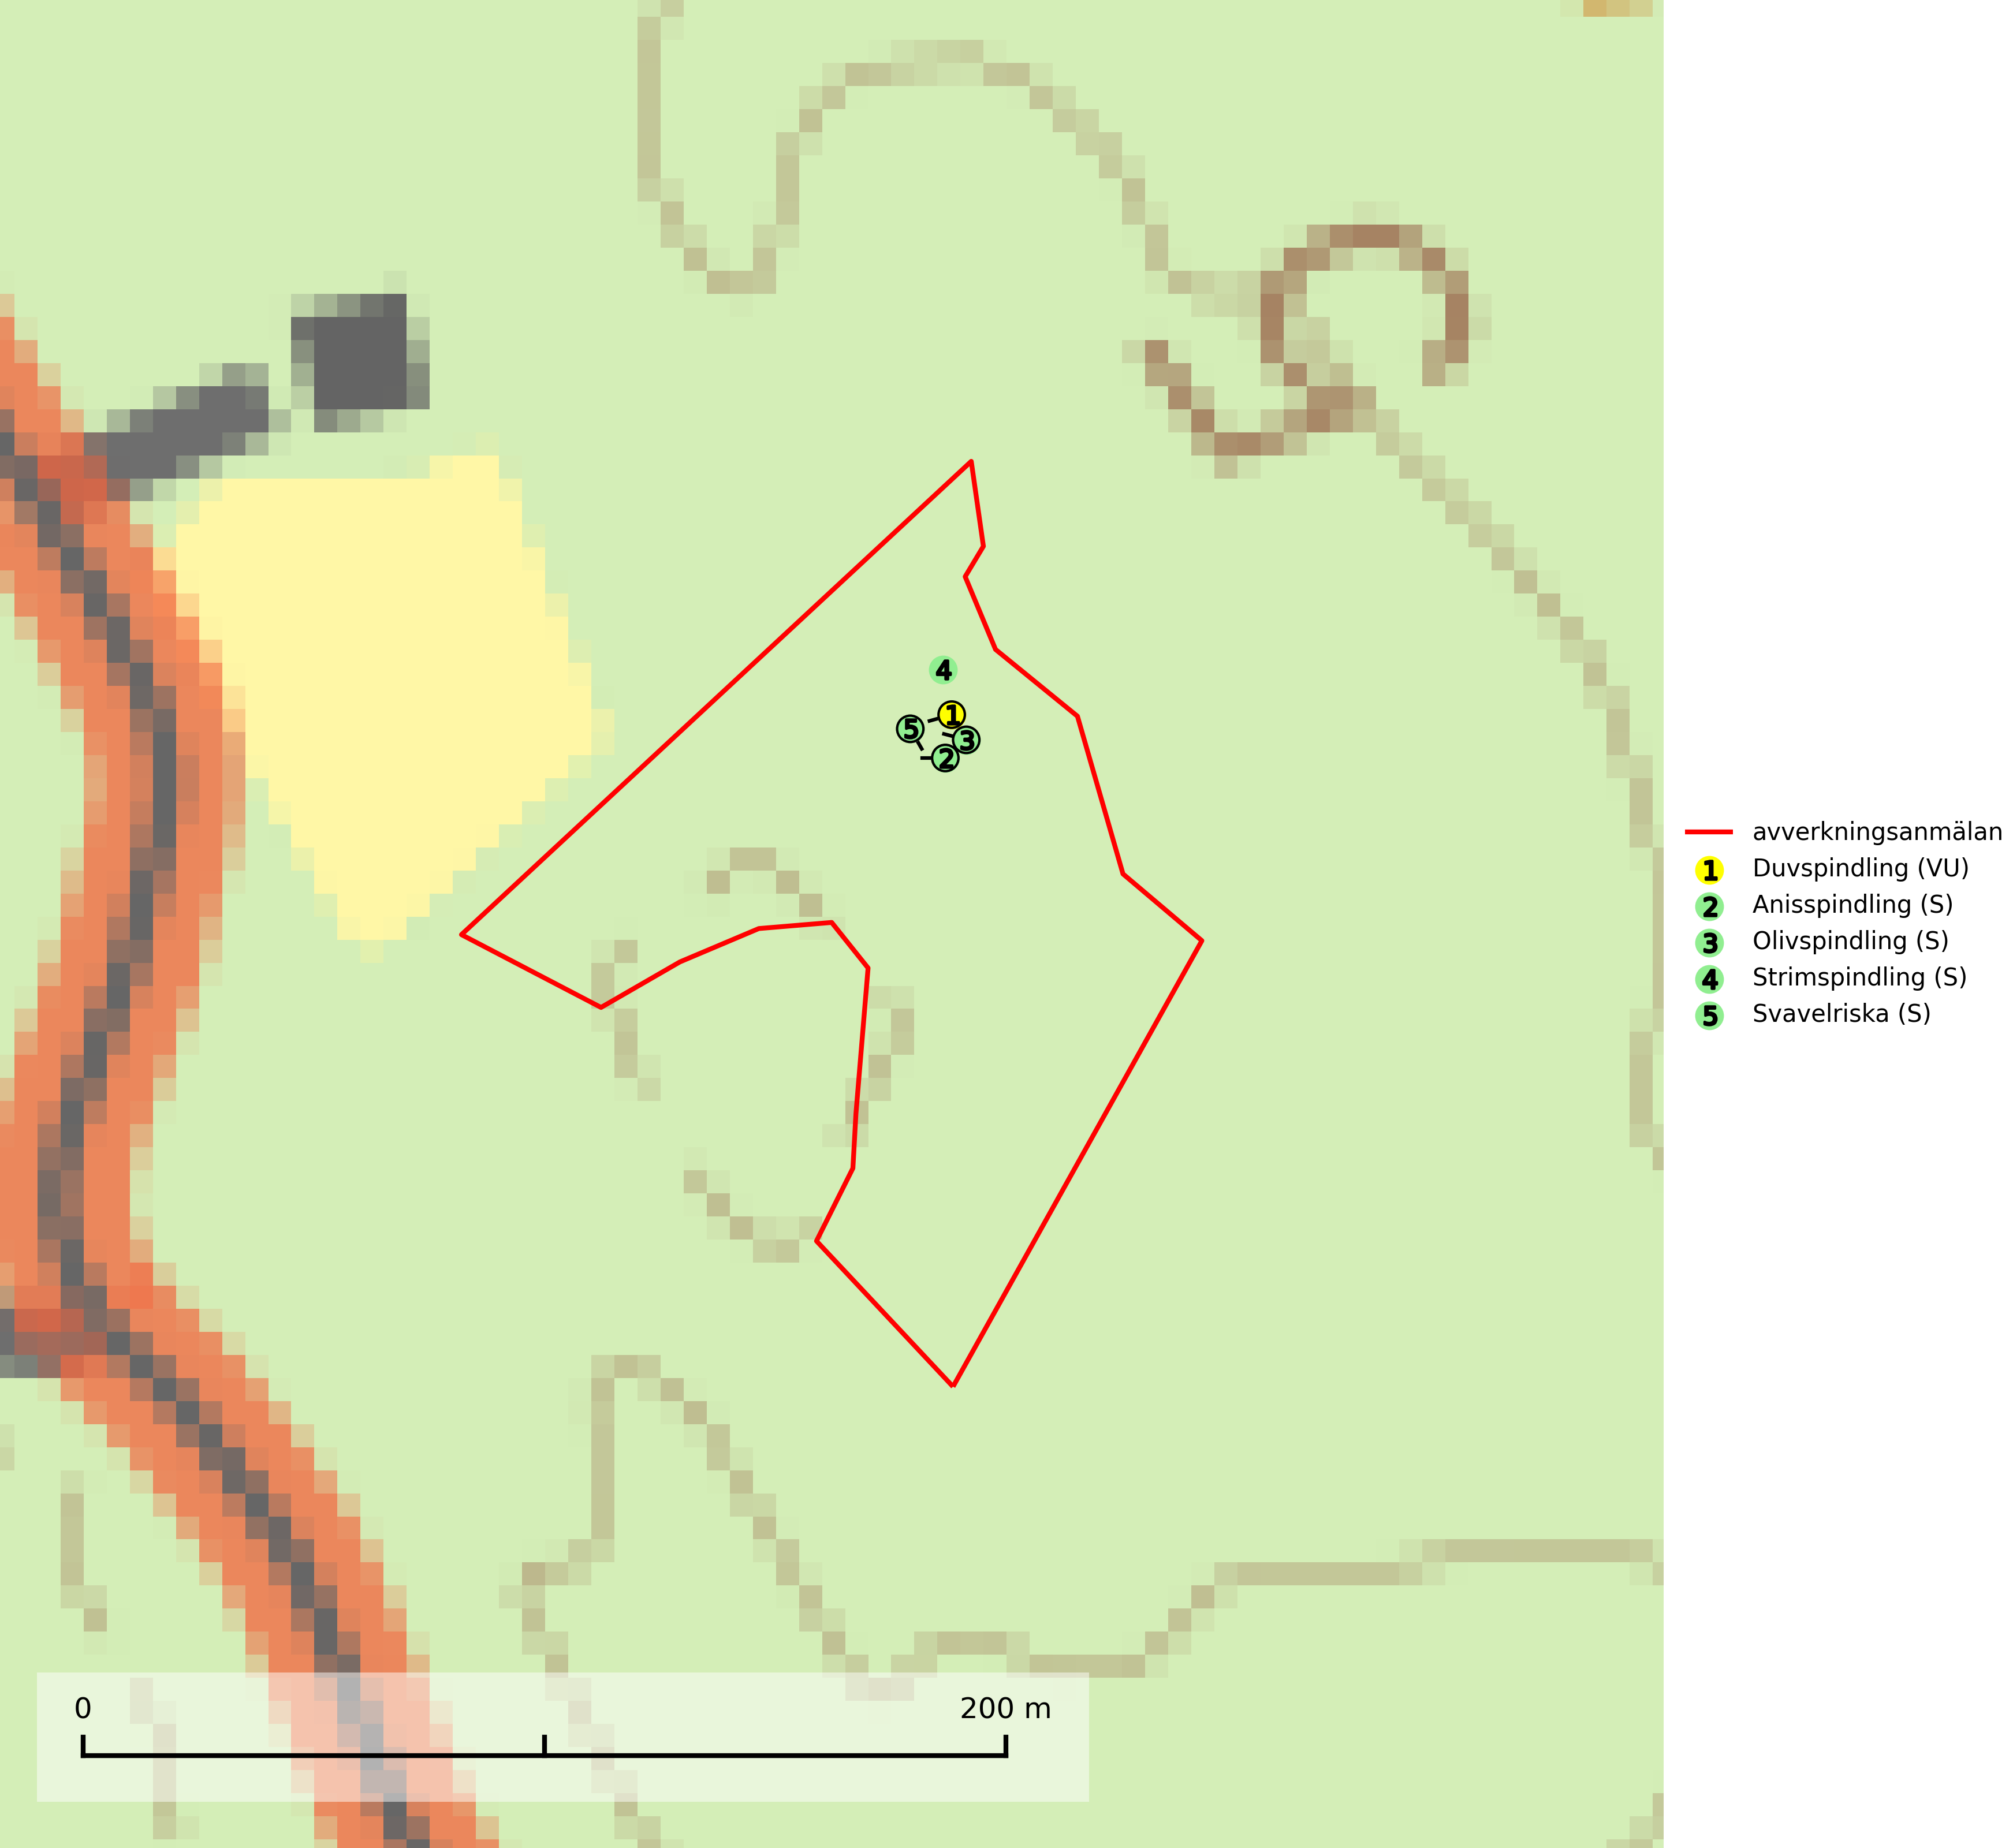 4
1
5
3
2
avverkningsanmälan
1 Duvspindling (VU)
2 Anisspindling (S)
3 Olivspindling (S)
4 Strimspindling (S)
5 Svavelriska (S)
0 200 m